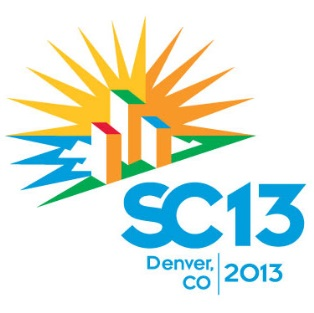 SC13
Denver,
CO
2013